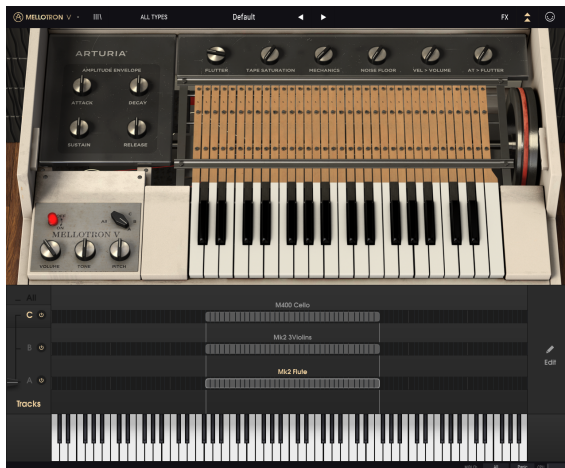 MELLOTRON V
ALL TYPES
Default
FX
ARTURIA
AMPLITUDE ENVELOPE
ATTACK
DECAY
SUSTAIN
RELEASE
FLUTTER
TAPE SATURATION
MECHANICS
NOISE FLOOR
VEL > VOLUME
AT > FLUTTER
MELLOTRON V
VOLUME
TONE
PITCH
All
C
M400 Cello
B
Mk2 3Violins
A
Mk2 Flute
Tracks
Edit